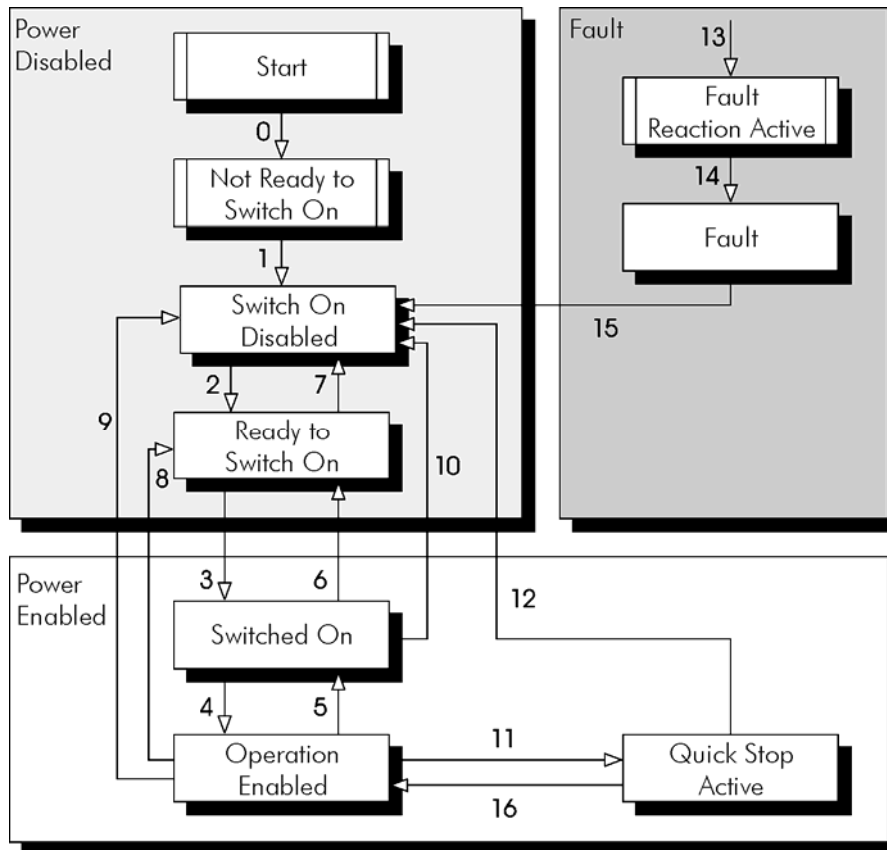 Power
Disabled
Start
0
Not Ready to
Switch On
1
Switch On
Disabled
2
7
9
Ready to
Switch On
8
10
Fault
13
Fault
Reaction Active
14
Fault
15
Power
Enabled
3
6
12
Switched On
4
5
Operation
Enabled
11
16
Quick Stop
Active